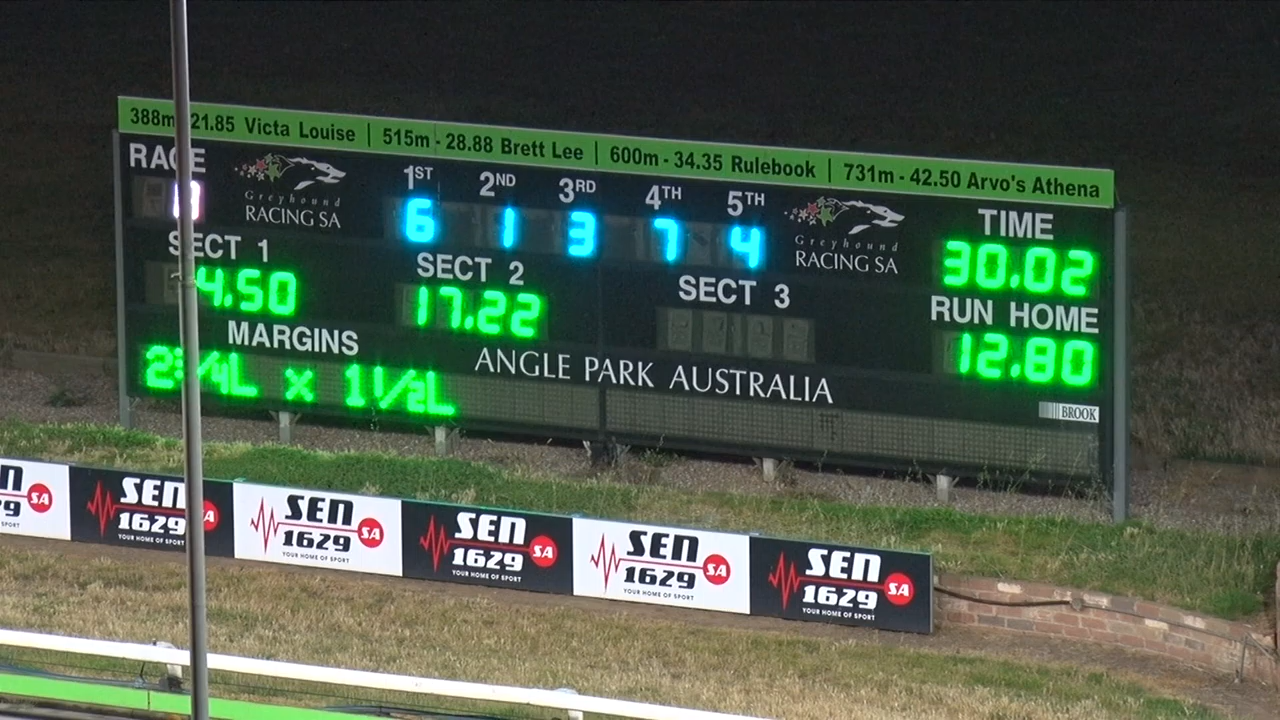 388m 21.85 Victa Louise | 515m - 28.88 Brett Lee | 600m - 34.35 Rulebook | 731m - 42.50 Arvo's Athena
RACE
Greyhound
RACING SA
1ST 2ND 3RD 4TH 5TH
6 1 3 7 4
Greyhound
RACING SA
TIME
30.02
SECT 1
4.50
SECT 2
17.22
SECT 3
RUN HOME
12.80
MARGINS
2¾L x 1½L
ANGLE PARK AUSTRALIA
BROOK
SA
SEN
1629
SA
SEN
1629 SA
YOUR HOME OF SPORT
SEN
1629 SA
YOUR HOME OF SPORT
SEN
1629 SA
YOUR HOME OF SPORT
SEN
1629 SA
YOUR HOME OF SPORT